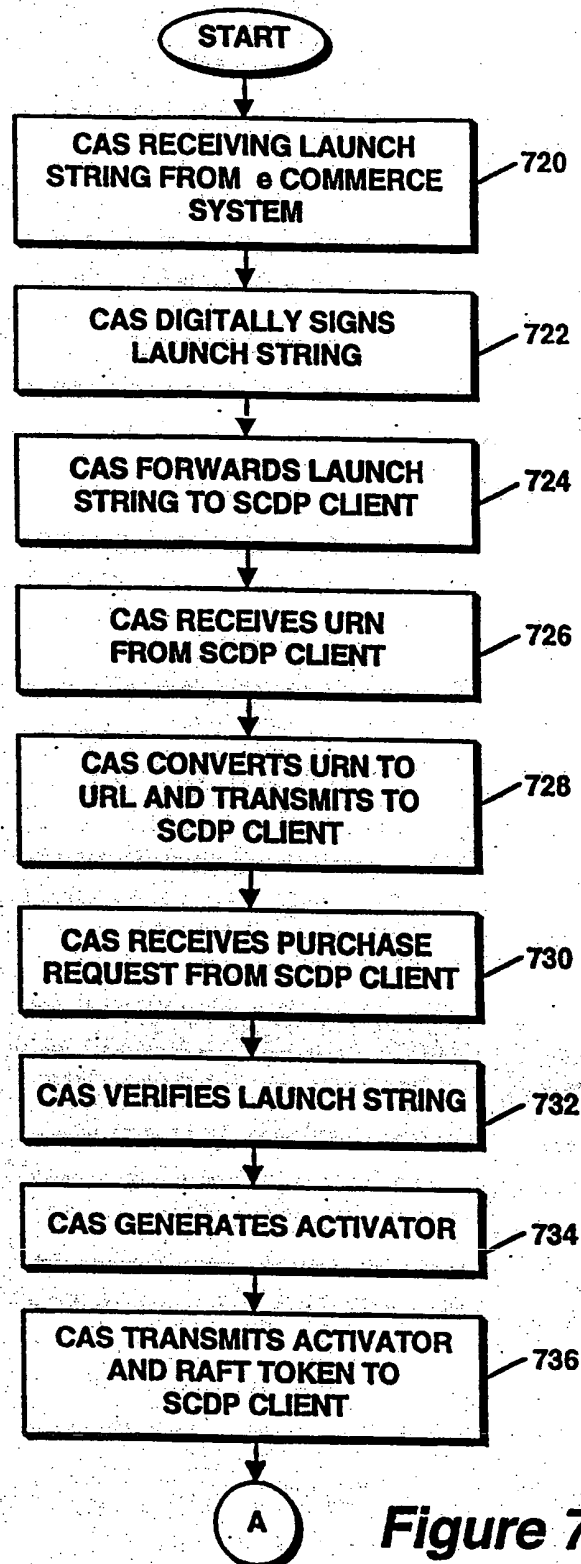 START
CAS RECEIVING LAUNCH
STRING FROM e COMMERCE
SYSTEM
720
CAS DIGITALLY SIGNS
LAUNCH STRING
722
CAS FORWARDS LAUNCH
STRING TO SCDP CLIENT
724
CAS RECEIVES URN
FROM SCDP CLIENT
726
CAS CONVERTS URN TO
URL AND TRANSMITS TO
SCDP CLIENT
728
CAS RECEIVES PURCHASE
REQUEST FROM SCDP CLIENT
730
CAS VERIFIES LAUNCH STRING
732
CAS GENERATES ACTIVATOR
734
CAS TRANSMITS ACTIVATOR
AND RAFT TOKEN TO
SCDP CLIENT
736
A
Figure 7